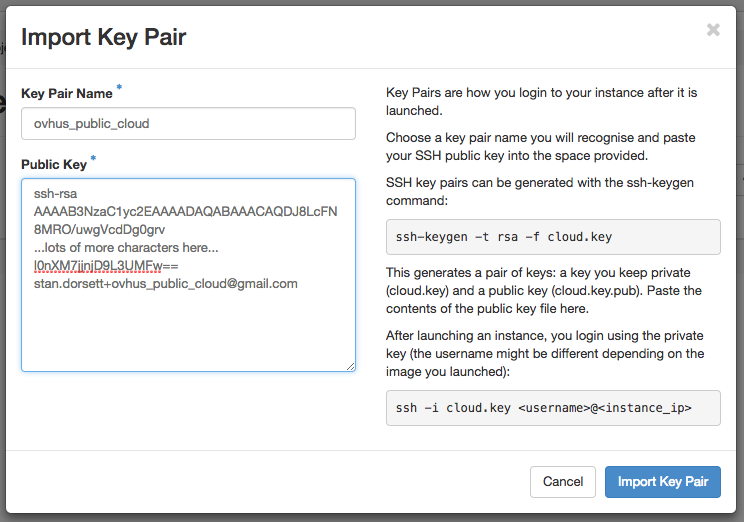 Import Key Pair
×
Key Pair Name *
ovhus_public_cloud
Public Key *
ssh-rsa
AAAAB3NzaC1yc2EAAAADAQABAAACAQDJ8LcFN
8MRO/uwgVcdDg0grv
...lots of more characters here...
l0nXM7jjnjD9L3UMFw==
stan.dorsett+ovhus_public_cloud@gmail.com
Key Pairs are how you login to your instance after it is
launched.
Choose a key pair name you will recognise and paste
your SSH public key into the space provided.
SSH key pairs can be generated with the ssh-keygen
command:
ssh-keygen -t rsa -f cloud.key
This generates a pair of keys: a key you keep private
(cloud.key) and a public key (cloud.key.pub). Paste the
contents of the public key file here.
After launching an instance, you login using the private
key (the username might be different depending on the
image you launched):
ssh -i cloud.key <username>@<instance_ip>
Cancel
Import Key Pair